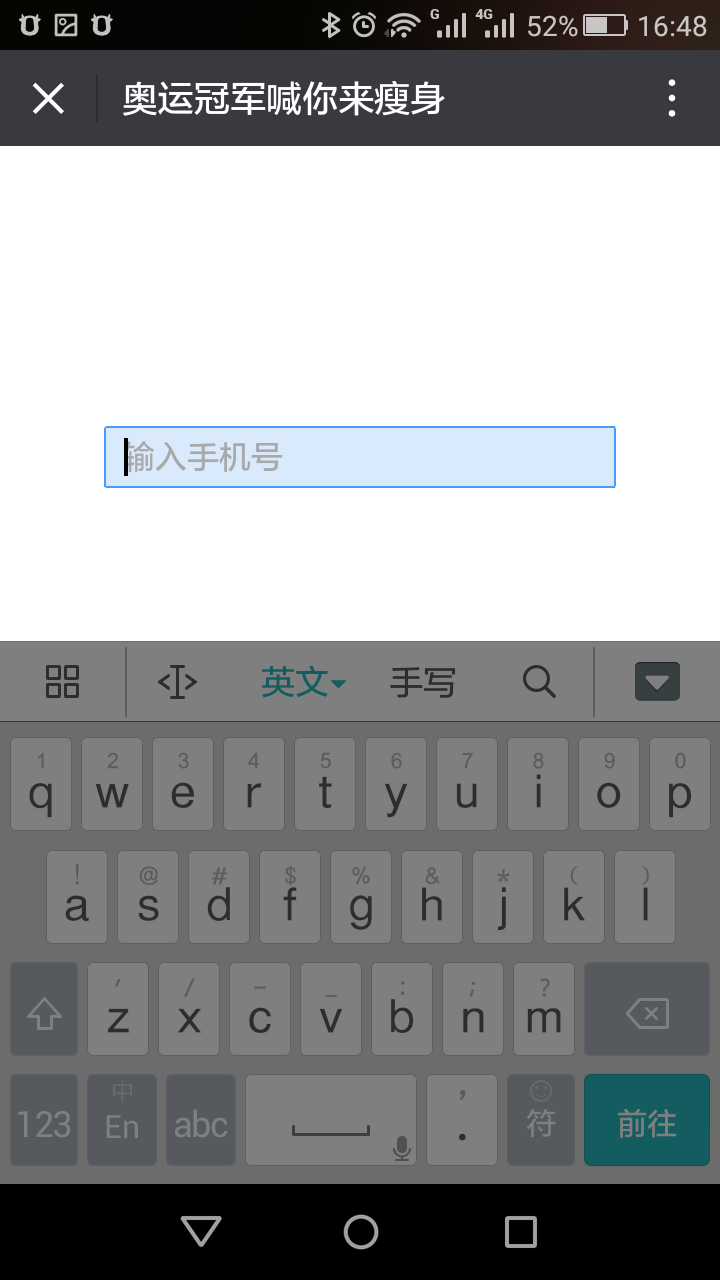 G 4G 52% 16:48
奥运冠军喊你来瘦身
输入手机号
英文 手写
1 2 3 4 5 6 7 8 9 0
q w e r t y u i o p
! @ # $ % & * ( )
a s d f g h j k l
' / - _ : ; ?
z x c v b n m
中 ,
123 En abc . 符 前往